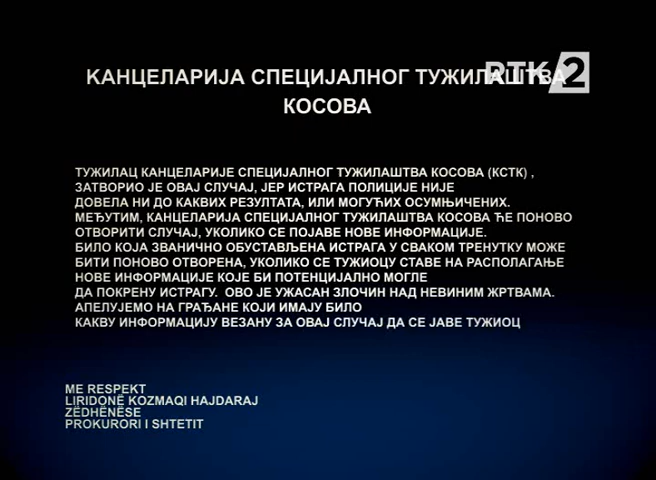 КАНЦЕЛАРИЈА СПЕЦИЈАЛНОГ ТУЖИЛАШТВА
КОСОВА
РТК 2
ТУЖИЛАЦ КАНЦЕЛАРИЈЕ СПЕЦИЈАЛНОГ ТУЖИЛАШТВА КОСОВА (КСТК) ,
ЗАТВОРИО ЈЕ ОВАЈ СЛУЧАЈ, ЈЕР ИСТРАГА ПОЛИЦИЈЕ НИЈЕ
ДОВЕЛА НИ ДО КАКВИХ РЕЗУЛТАТА, ИЛИ МОГУЋИХ ОСУМЊИЧЕНИХ.
МЕЂУТИМ, КАНЦЕЛАРИЈА СПЕЦИЈАЛНОГ ТУЖИЛАШТВА КОСОВА ЋЕ ПОНОВО
ОТВОРИТИ СЛУЧАЈ, УКОЛИКО СЕ ПОЈАВЕ НОВЕ ИНФОРМАЦИЈЕ.
БИЛО КОЈА ЗВАНИЧНО ОБУСТАВЉЕНА ИСТРАГА У СВАКОМ ТРЕНУТКУ МОЖЕ
БИТИ ПОНОВО ОТВОРЕНА, УКОЛИКО СЕ ТУЖИОЦУ СТАВЕ НА РАСПОЛАГАЊЕ
НОВЕ ИНФОРМАЦИЈЕ КОЈЕ БИ ПОТЕНЦИЈАЛНО МОГЛЕ
ДА ПОКРЕНУ ИСТРАГУ. ОВО ЈЕ УЖАСАН ЗЛОЧИН НАД НЕВИНИМ ЖРТВАМА.
АПЕЛУЈЕМО НА ГРАЂАНЕ КОЈИ ИМАЈУ БИЛО
КАКВУ ИНФОРМАЦИЈУ ВЕЗАНУ ЗА ОВАЈ СЛУЧАЈ ДА СЕ ЈАВЕ ТУЖИОЦ
ME RESPEKT
LIRIDONË KOZMAQI HAJDARAJ
ZËDHËNËSE
PROKURORI I SHTETIT